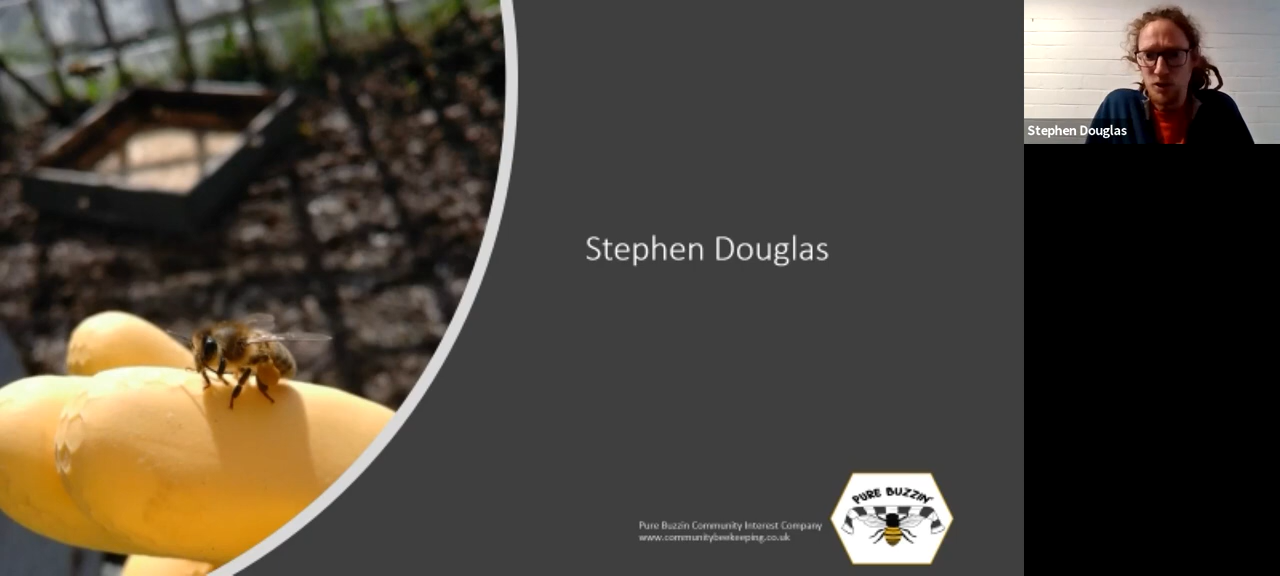 Stephen Douglas
Stephen Douglas
PURE BUZZIN'
Pure Buzzin Community Interest Company
www.communitybeekeeping.co.uk